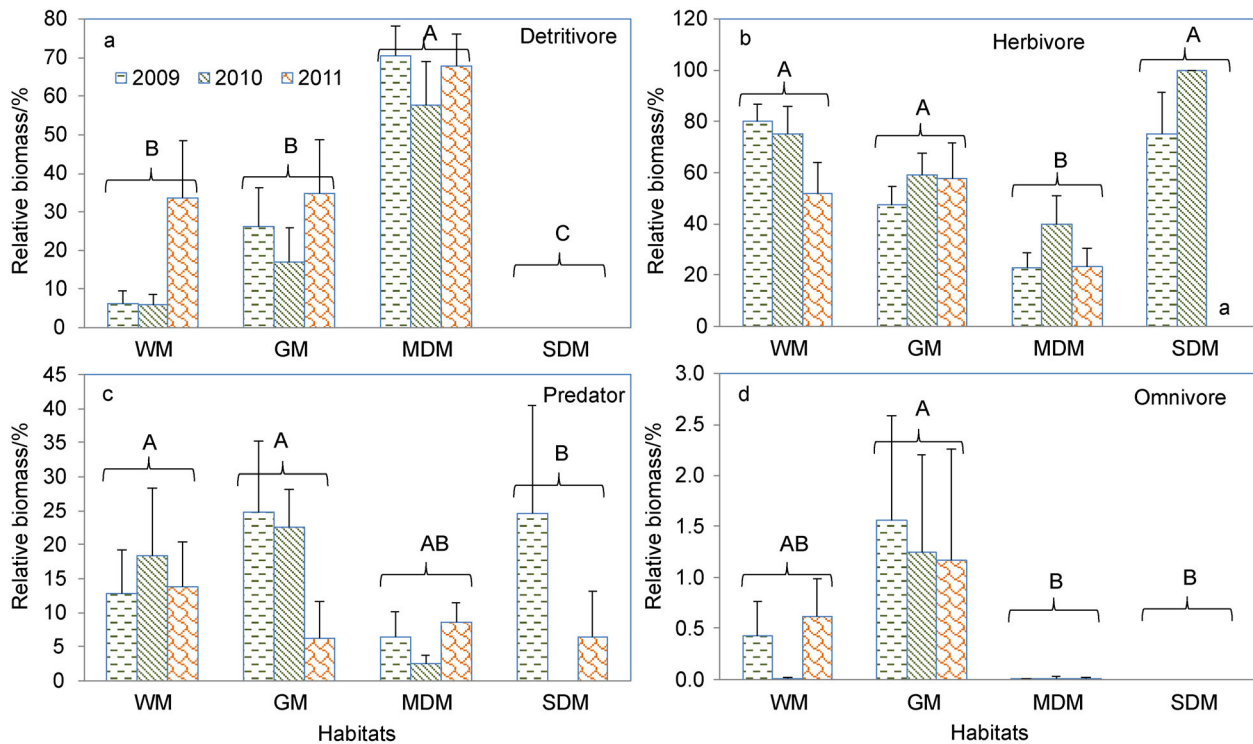 a
Detritivore
2009 2010 2011
A
B
B
C
80
70
60
50
40
30
20
10
0
Relative biomass/%
WM GM MDM SDM
b
Herbivore
A
A
A
B
120
100
80
60
40
20
0
Relative biomass/%
a
WM GM MDM SDM
c
Predator
A
A
AB
B
45
40
35
30
25
20
15
10
5
0
Relative biomass/%
WM GM MDM SDM
Habitats
d
Omnivore
A
AB
B
B
3.0
2.5
2.0
1.5
1.0
0.5
0.0
Relative biomass/%
WM GM MDM SDM
Habitats